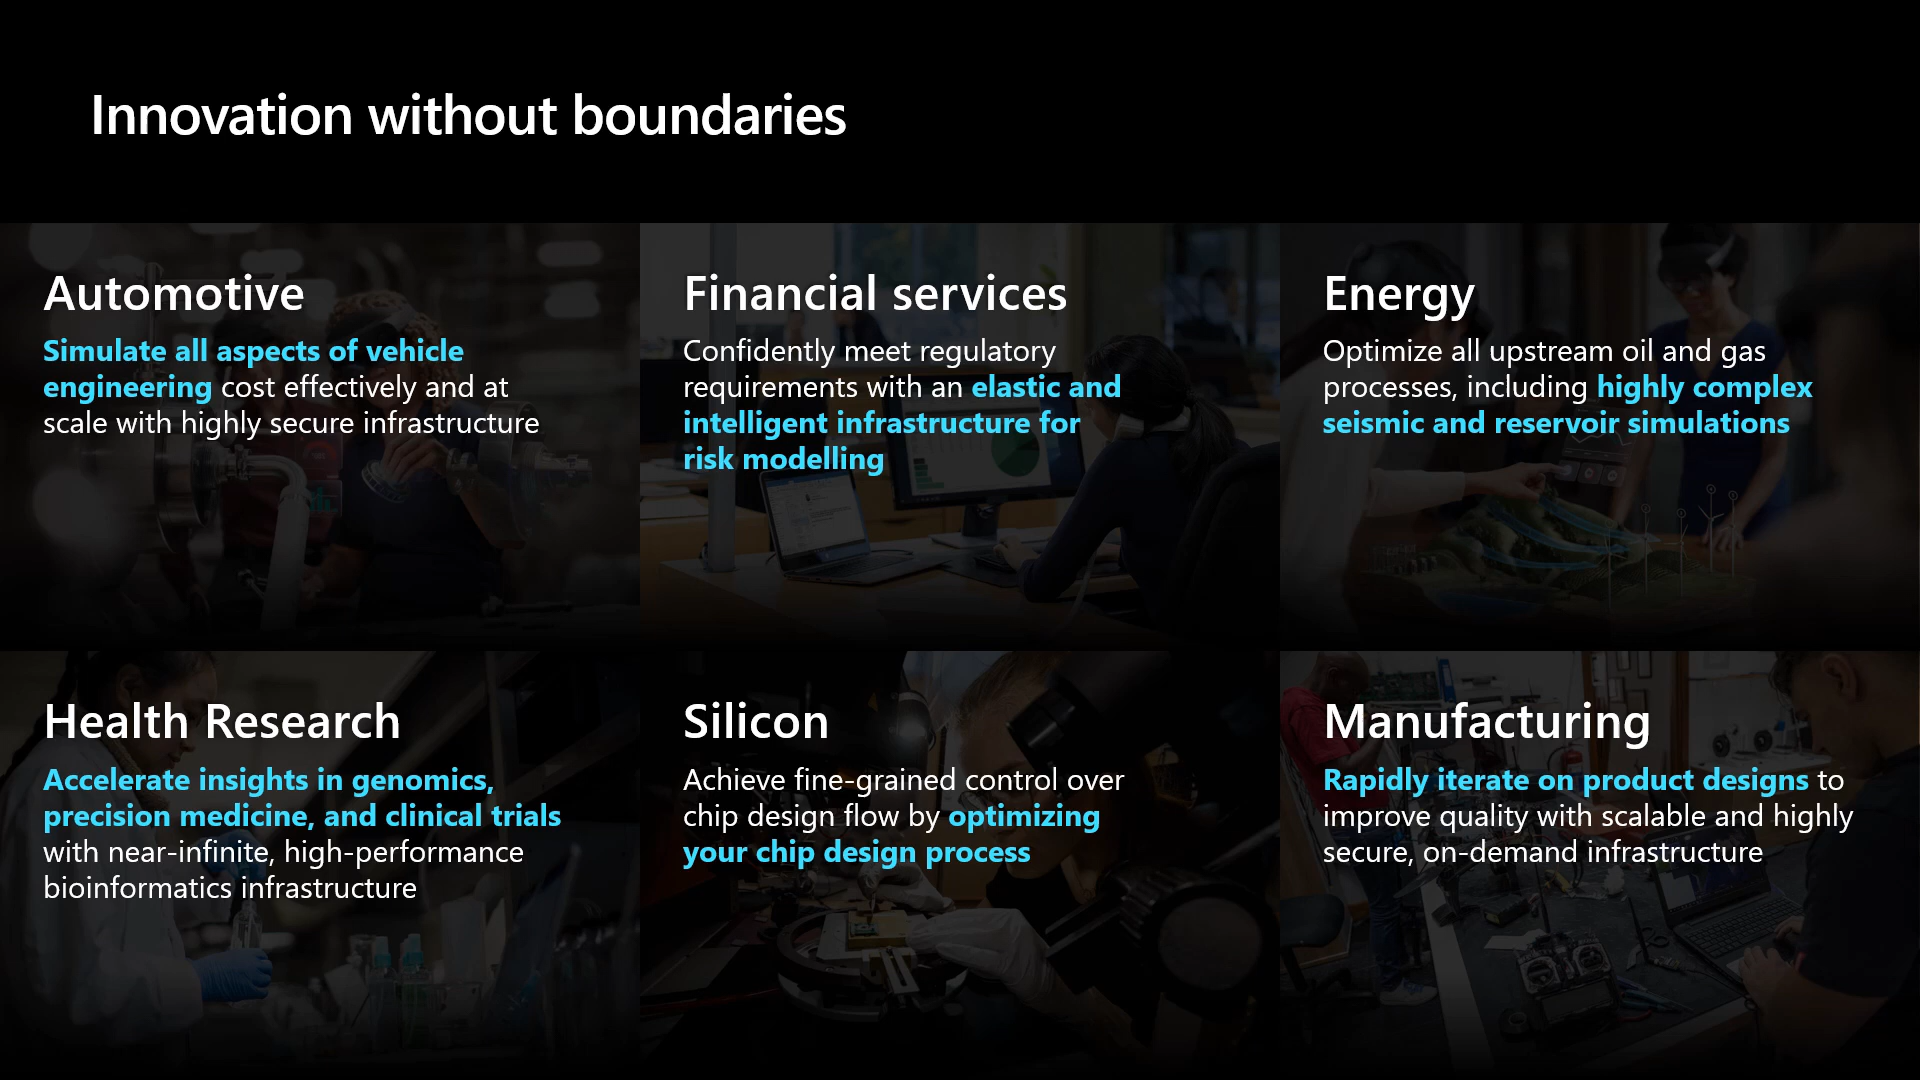 Innovation without boundaries
Automotive
Simulate all aspects of vehicle
engineering cost effectively and at
scale with highly secure infrastructure
Financial services
Confidently meet regulatory
requirements with an elastic and
intelligent infrastructure for
risk modelling
Energy
Optimize all upstream oil and gas
processes, including highly complex
seismic and reservoir simulations
Health Research
Accelerate insights in genomics,
precision medicine, and clinical trials
with near-infinite, high-performance
bioinformatics infrastructure
Silicon
Achieve fine-grained control over
chip design flow by optimizing
your chip design process
Manufacturing
Rapidly iterate on product designs to
improve quality with scalable and highly
secure, on-demand infrastructure